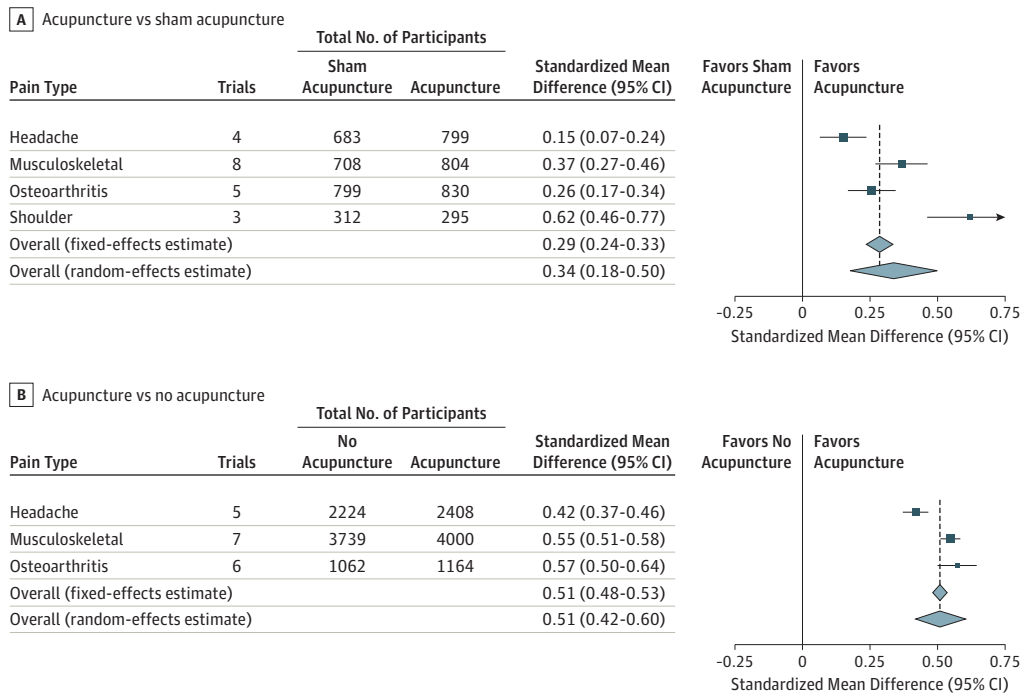 A Acupuncture vs sham acupuncture
Total No. of Participants
Pain Type Trials Sham Acupuncture Acupuncture Standardized Mean Difference (95% CI) Favors Sham Acupuncture Favors Acupuncture
Headache 4 683 799 0.15 (0.07-0.24)
Musculoskeletal 8 708 804 0.37 (0.27-0.46)
Osteoarthritis 5 799 830 0.26 (0.17-0.34)
Shoulder 3 312 295 0.62 (0.46-0.77)
Overall (fixed-effects estimate) 0.29 (0.24-0.33)
Overall (random-effects estimate) 0.34 (0.18-0.50)
-0.25 0 0.25 0.50 0.75
Standardized Mean Difference (95% CI)
B Acupuncture vs no acupuncture
Total No. of Participants
Pain Type Trials No Acupuncture Acupuncture Standardized Mean Difference (95% CI) Favors No Acupuncture Favors Acupuncture
Headache 5 2224 2408 0.42 (0.37-0.46)
Musculoskeletal 7 3739 4000 0.55 (0.51-0.58)
Osteoarthritis 6 1062 1164 0.57 (0.50-0.64)
Overall (fixed-effects estimate) 0.51 (0.48-0.53)
Overall (random-effects estimate) 0.51 (0.42-0.60)
-0.25 0 0.25 0.50 0.75
Standardized Mean Difference (95% CI)